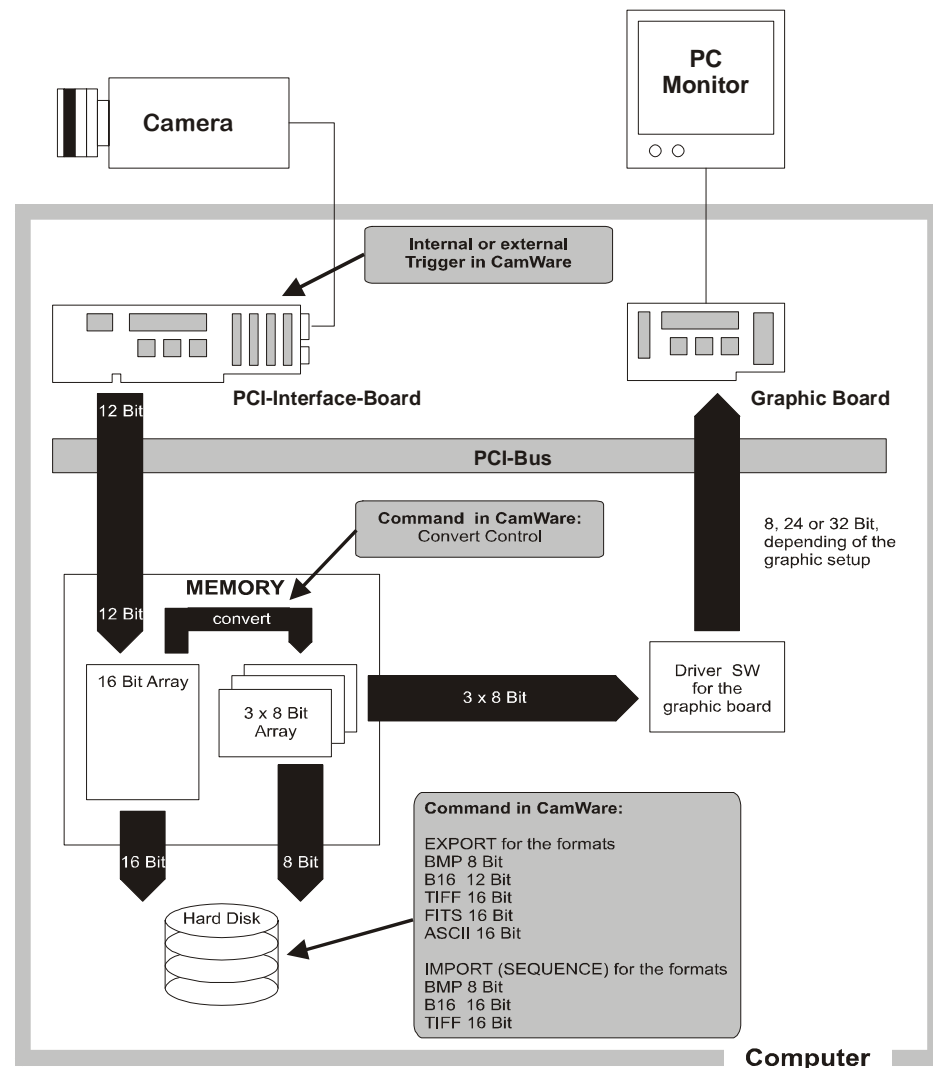 PC
Monitor
Camera
Internal or external
Trigger in CamWare
PCI-Interface-Board
Graphic Board
12 Bit
PCI-Bus
Command in CamWare:
Convert Control
8, 24 or 32 Bit,
depending of the
graphic setup
MEMORY
12 Bit
convert
16 Bit Array
3 x 8 Bit
Array
3 x 8 Bit
Driver SW
for the
graphic board
16 Bit
8 Bit
Hard Disk
Command in CamWare:
EXPORT for the formats
BMP 8 Bit
B16 12 Bit
TIFF 16 Bit
FITS 16 Bit
ASCII 16 Bit
IMPORT (SEQUENCE) for the formats
BMP 8 Bit
B16 16 Bit
TIFF 16 Bit
Computer